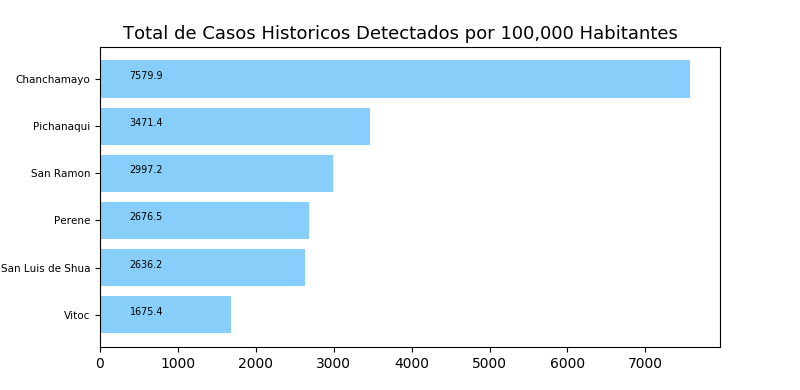 Total de Casos Historicos Detectados por 100,000 Habitantes
Chanchamayo 7579.9
Pichanaqui 3471.4
San Ramon 2997.2
Perene 2676.5
San Luis de Shua 2636.2
Vitoc 1675.4
0 1000 2000 3000 4000 5000 6000 7000